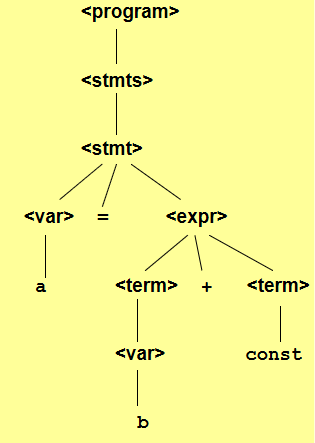 <program>
<stmts>
<stmt>
<var> = <expr>
a <term> + <term>
<var> const
b